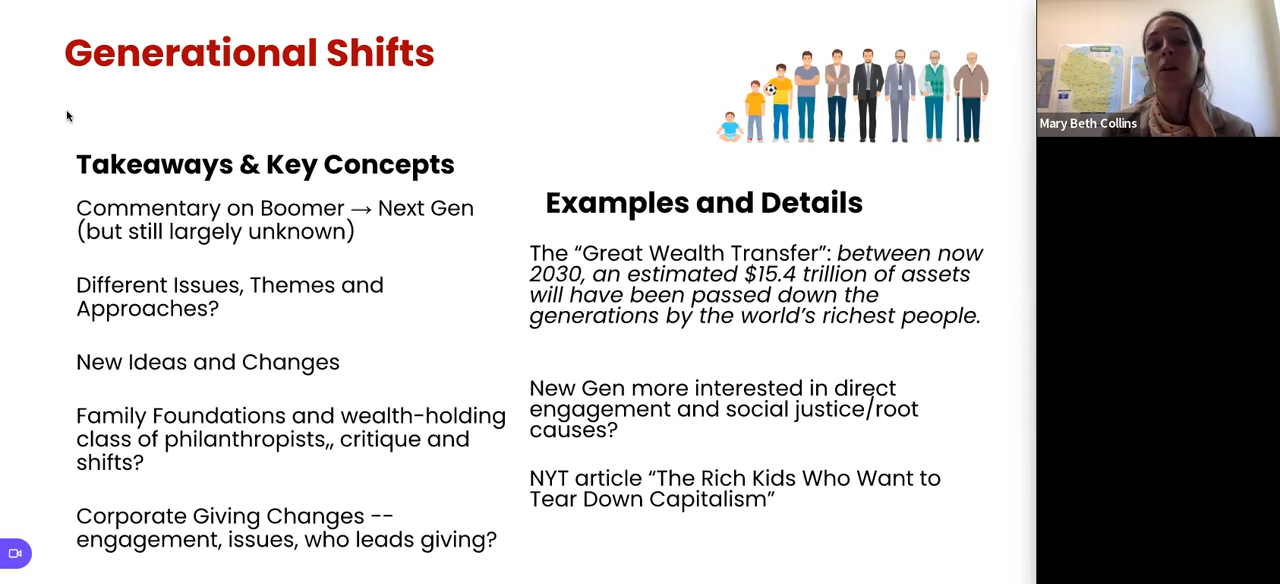 Generational Shifts
Takeaways & Key Concepts
Commentary on Boomer → Next Gen
(but still largely unknown)
Different Issues, Themes and
Approaches?
New Ideas and Changes
Family Foundations and wealth-holding
class of philanthropists,, critique and
shifts?
Corporate Giving Changes --
engagement, issues, who leads giving?
Examples and Details
The “Great Wealth Transfer”: between now
2030, an estimated $15.4 trillion of assets
will have been passed down the
generations by the world’s richest people.
New Gen more interested in direct
engagement and social justice/root
causes?
NYT article “The Rich Kids Who Want to
Tear Down Capitalism”
Mary Beth Collins